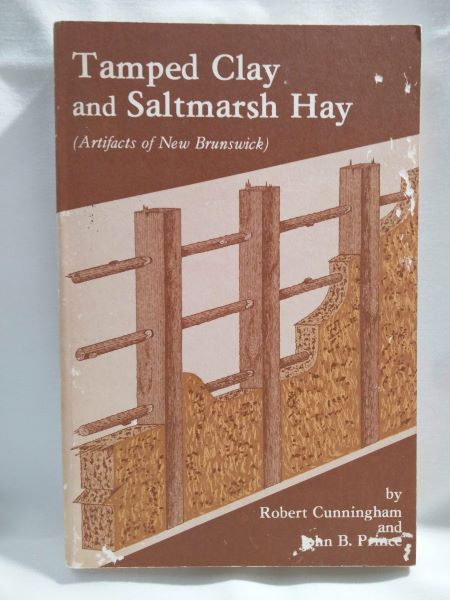 Tamped Clay
and Saltmarsh Hay
(Artifacts of New Brunswick)
by
Robert Cunningham
and
John B. Prince